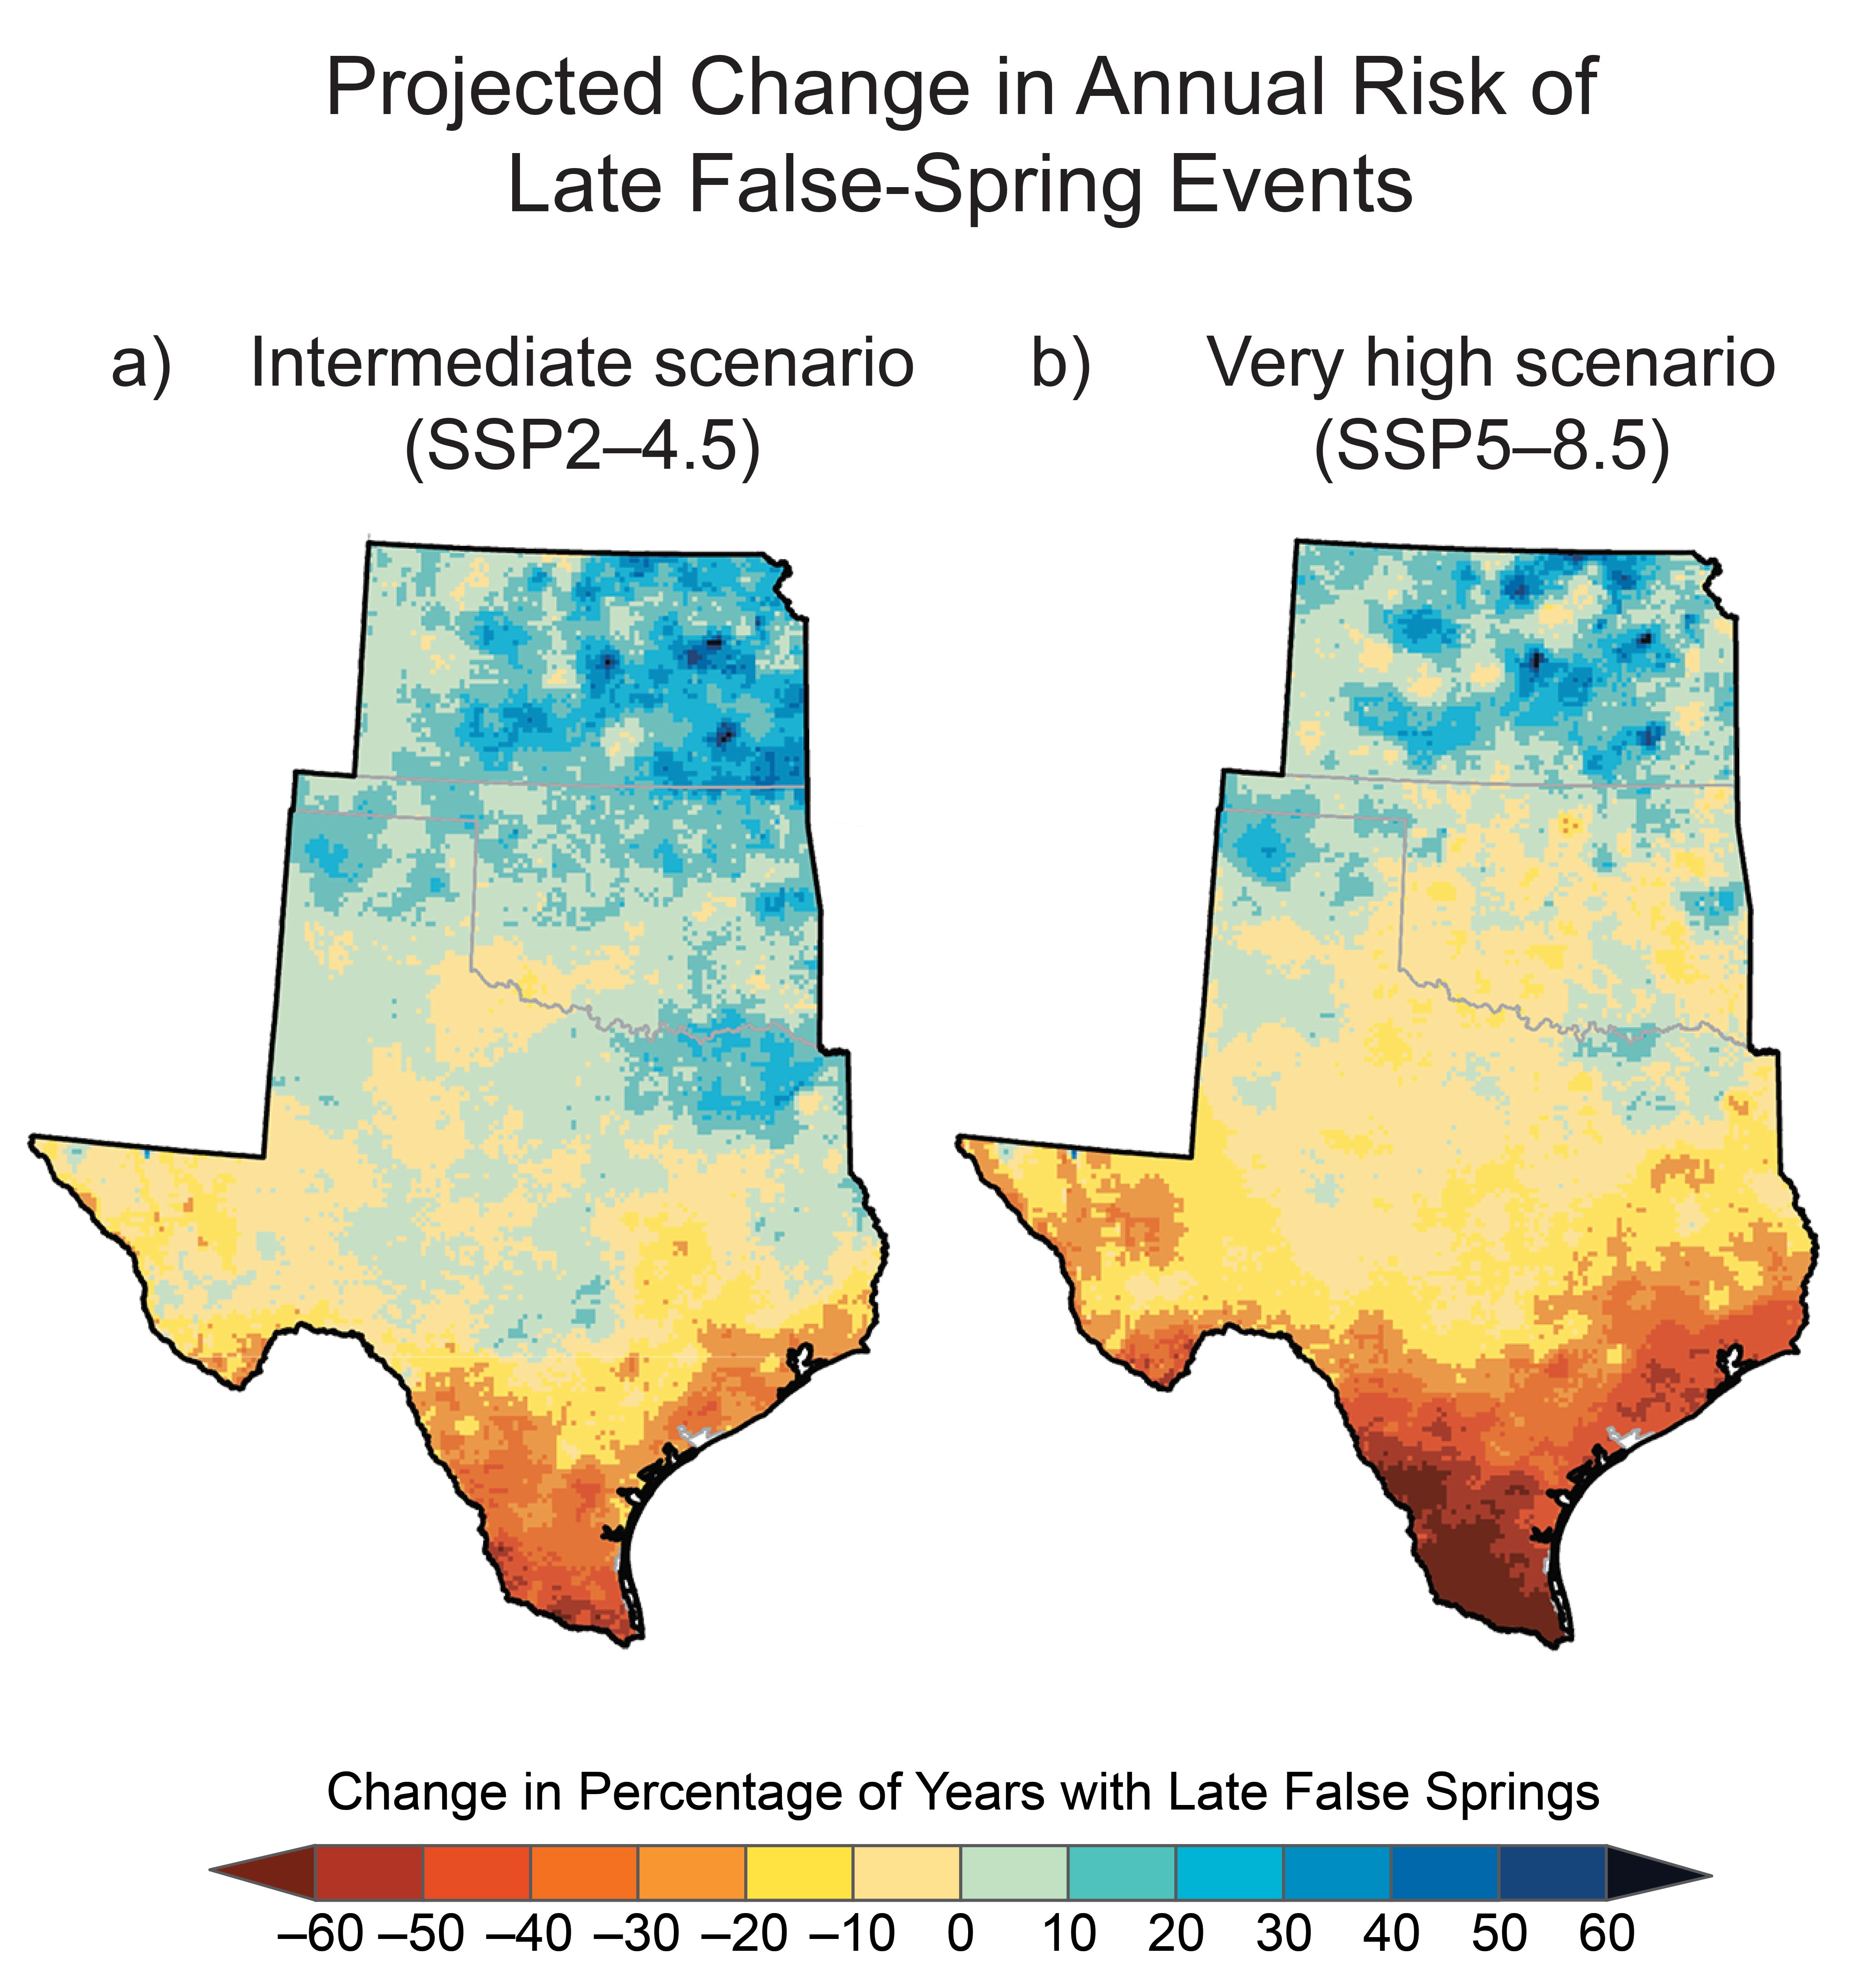 Projected Change in Annual Risk of
Late False-Spring Events
a) Intermediate scenario
(SSP2–4.5)
b) Very high scenario
(SSP5–8.5)
Change in Percentage of Years with Late False Springs
–60 –50 –40 –30 –20 –10 0 10 20 30 40 50 60